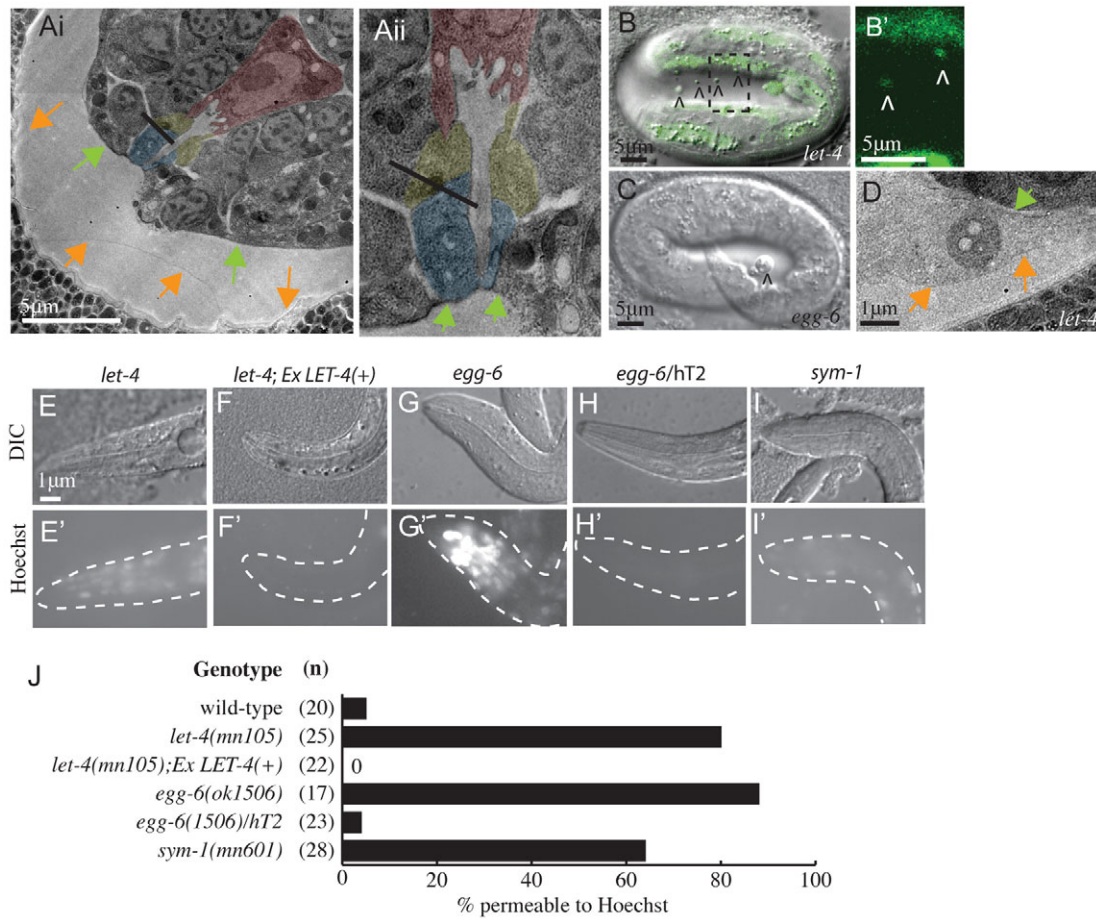 Ai
5μm
Aii
B
5μm
let-4
B'
5μm
C
5μm
egg-6
D
1μm
let-4
let-4
let-4; Ex LET-4(+)
egg-6
egg-6/hT2
sym-1
DIC
E
1μm
F
G
H
I
Hoechst
E'
F'
G'
H'
I'
J
Genotype (n)
wild-type (20)
let-4(mn105) (25)
let-4(mn105);Ex LET-4(+) (22) 0
egg-6(ok1506) (17)
egg-6(1506)/hT2 (23)
sym-1(mn601) (28)
0 20 40 60 80 100
% permeable to Hoechst